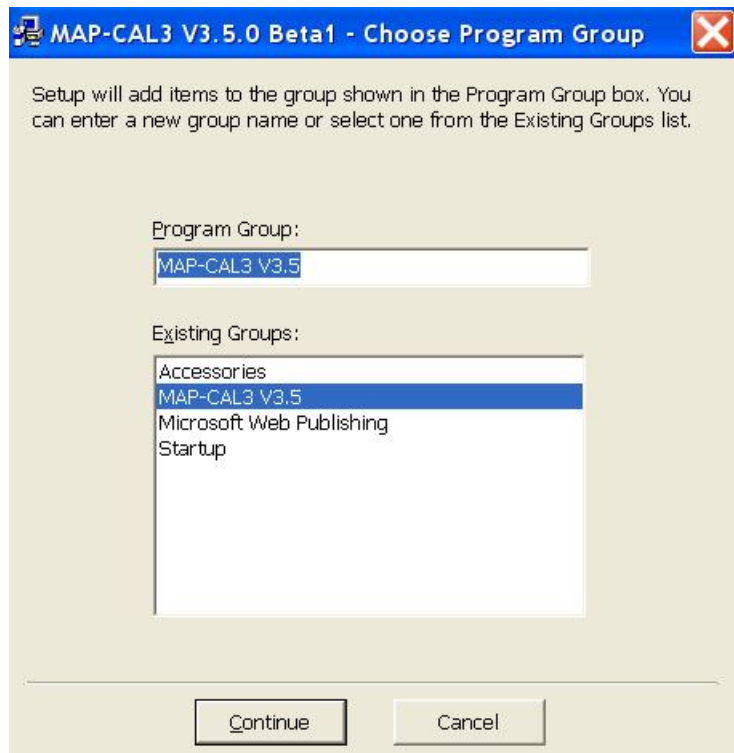 MAP-CAL3 V3.5.0 Beta1 - Choose Program Group
Setup will add items to the group shown in the Program Group box. You
can enter a new group name or select one from the Existing Groups list.
Program Group:
MAP-CAL3 V3.5
Existing Groups:
Accessories
MAP-CAL3 V3.5
Microsoft Web Publishing
Startup
Continue
Cancel